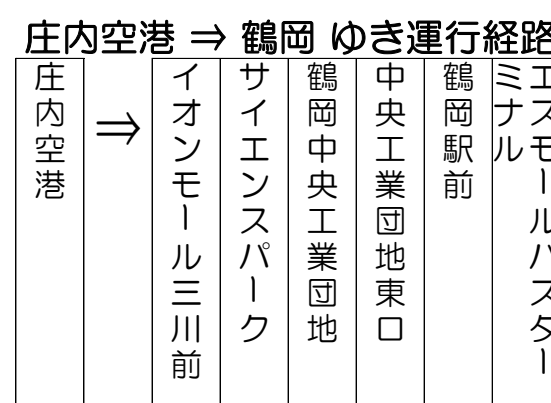 庄内空港 ⇒ 鶴岡 ゆき運行経路
庄内空港
⇒
イオンモール三川前
サイエンスパーク
鶴岡中央工業団地
中央工業団地東口
鶴岡駅前
エスモールバスター
ミナル